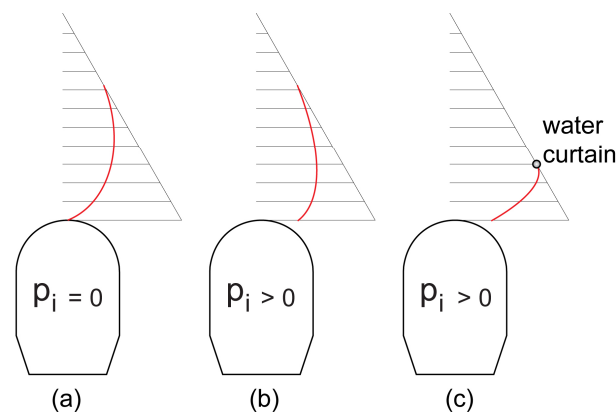 water
curtain
pᵢ = 0
pᵢ > 0
pᵢ > 0
(a)
(b)
(c)